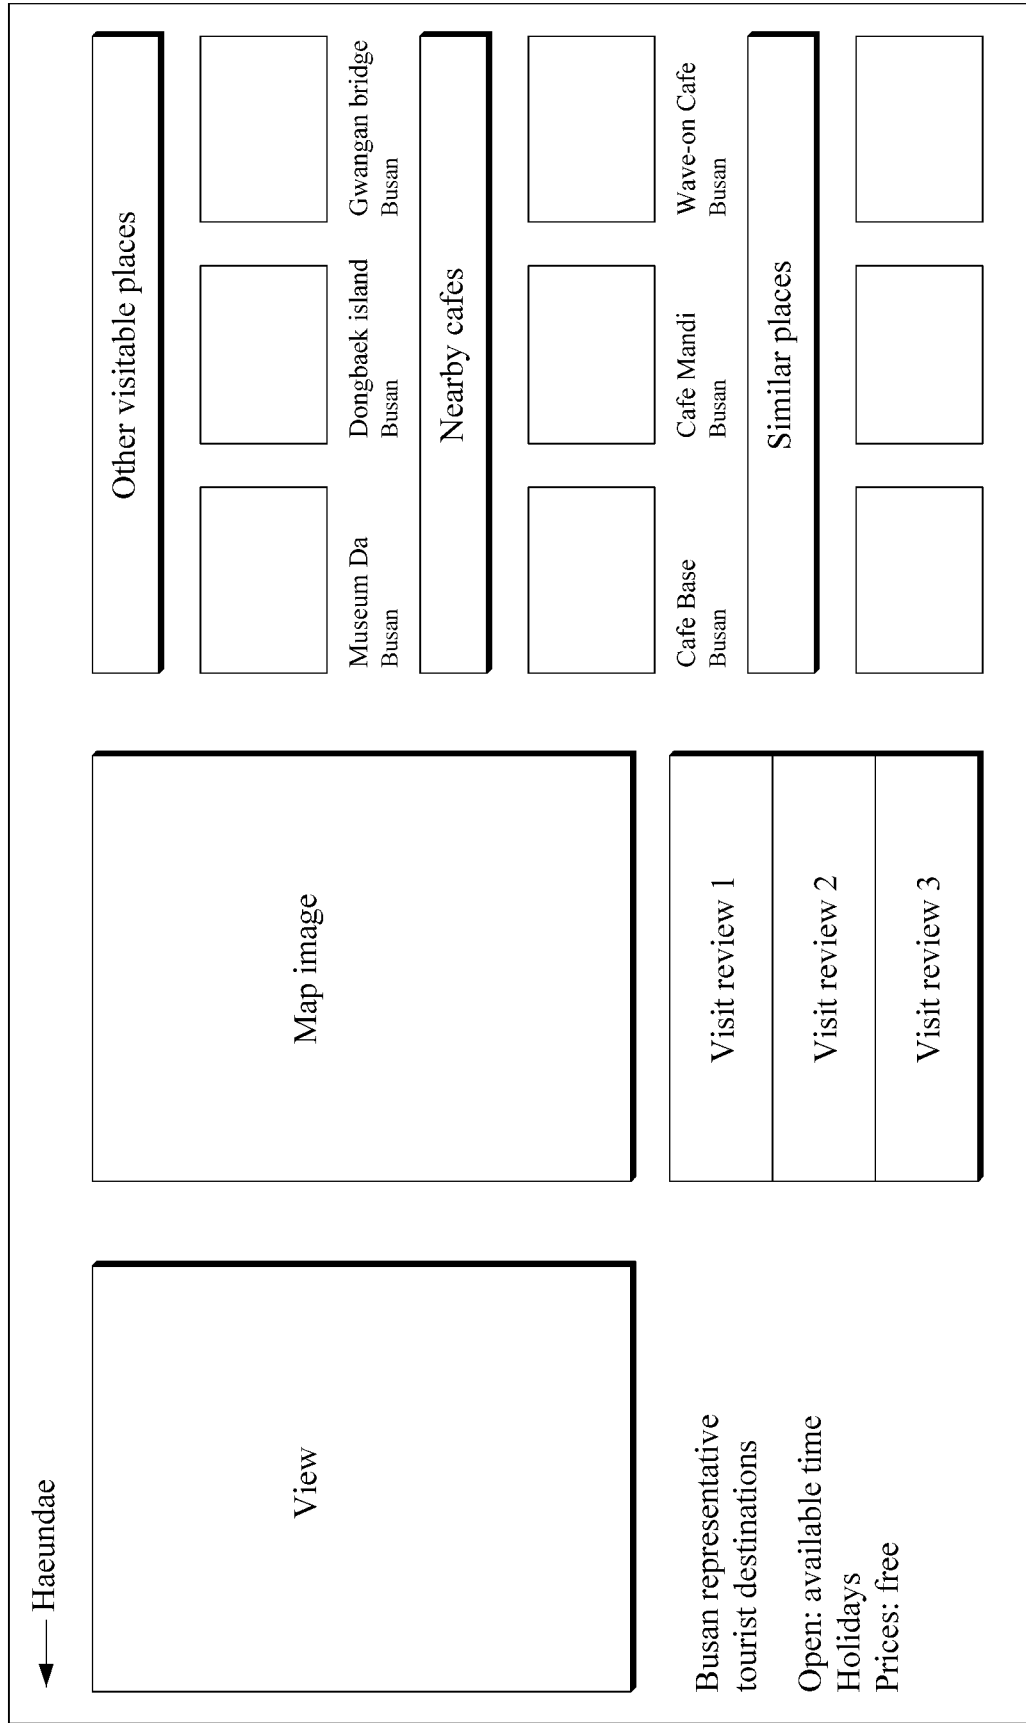 Haeundae
View
Busan representative
tourist destinations
Open: available time
Holidays
Prices: free
Map image
Visit review 1
Visit review 2
Visit review 3
Other visitable places
Museum Da
Busan
Dongbaek island
Busan
Gwangan bridge
Busan
Nearby cafes
Cafe Base
Busan
Cafe Mandi
Busan
Wave-on Cafe
Busan
Similar places